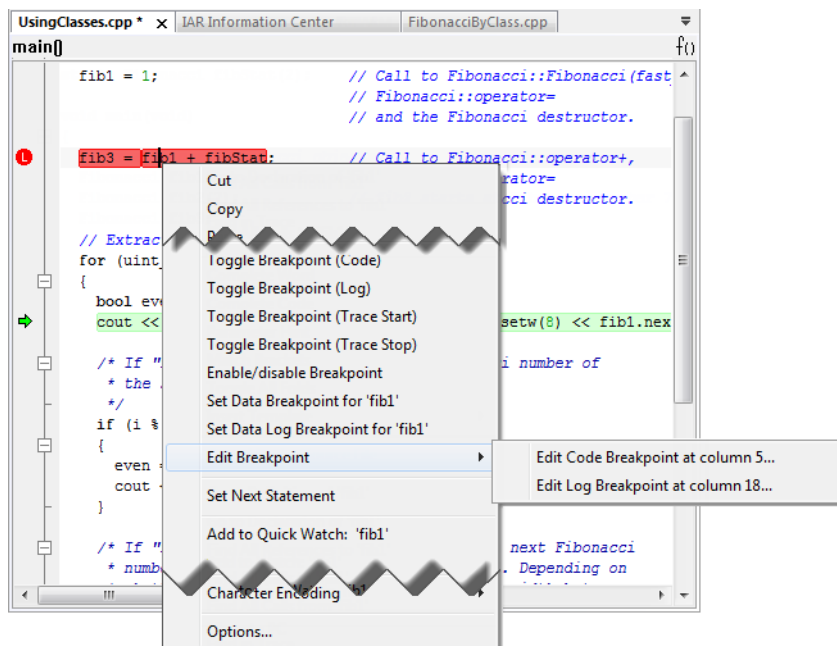 UsingClasses.cpp * x IAR Information Center FibonacciByClass.cpp
main() f()
fib1 = 1; // Call to Fibonacci::Fibonacci(fast
// Fibonacci::operator=
// and the Fibonacci destructor.
L fib3 = fib1 + fibStat; // Call to Fibonacci::operator+,
rator=
cci destructor.
Cut
Copy
// Extrac
for (uint_
Toggle Breakpoint (Code)
{
Toggle Breakpoint (Log)
bool eve
Toggle Breakpoint (Trace Start)
cout << setw(8) << fib1.nex
Toggle Breakpoint (Trace Stop)
/* If " i number of
Enable/disable Breakpoint
* the
Set Data Breakpoint for 'fib1'
*/
if (i %
Set Data Log Breakpoint for 'fib1'
{
Edit Breakpoint
Edit Code Breakpoint at column 5...
even =
cout
Edit Log Breakpoint at column 18...
Set Next Statement
}
Add to Quick Watch: 'fib1'
/* If " next Fibonacci
* numb . Depending on
Character Encoding
Options...